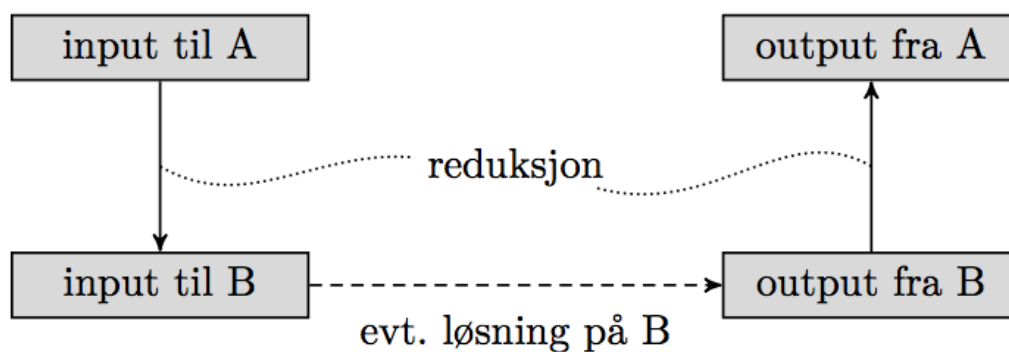 input til A
output fra A
reduksjon
input til B
output fra B
evt. løsning på B